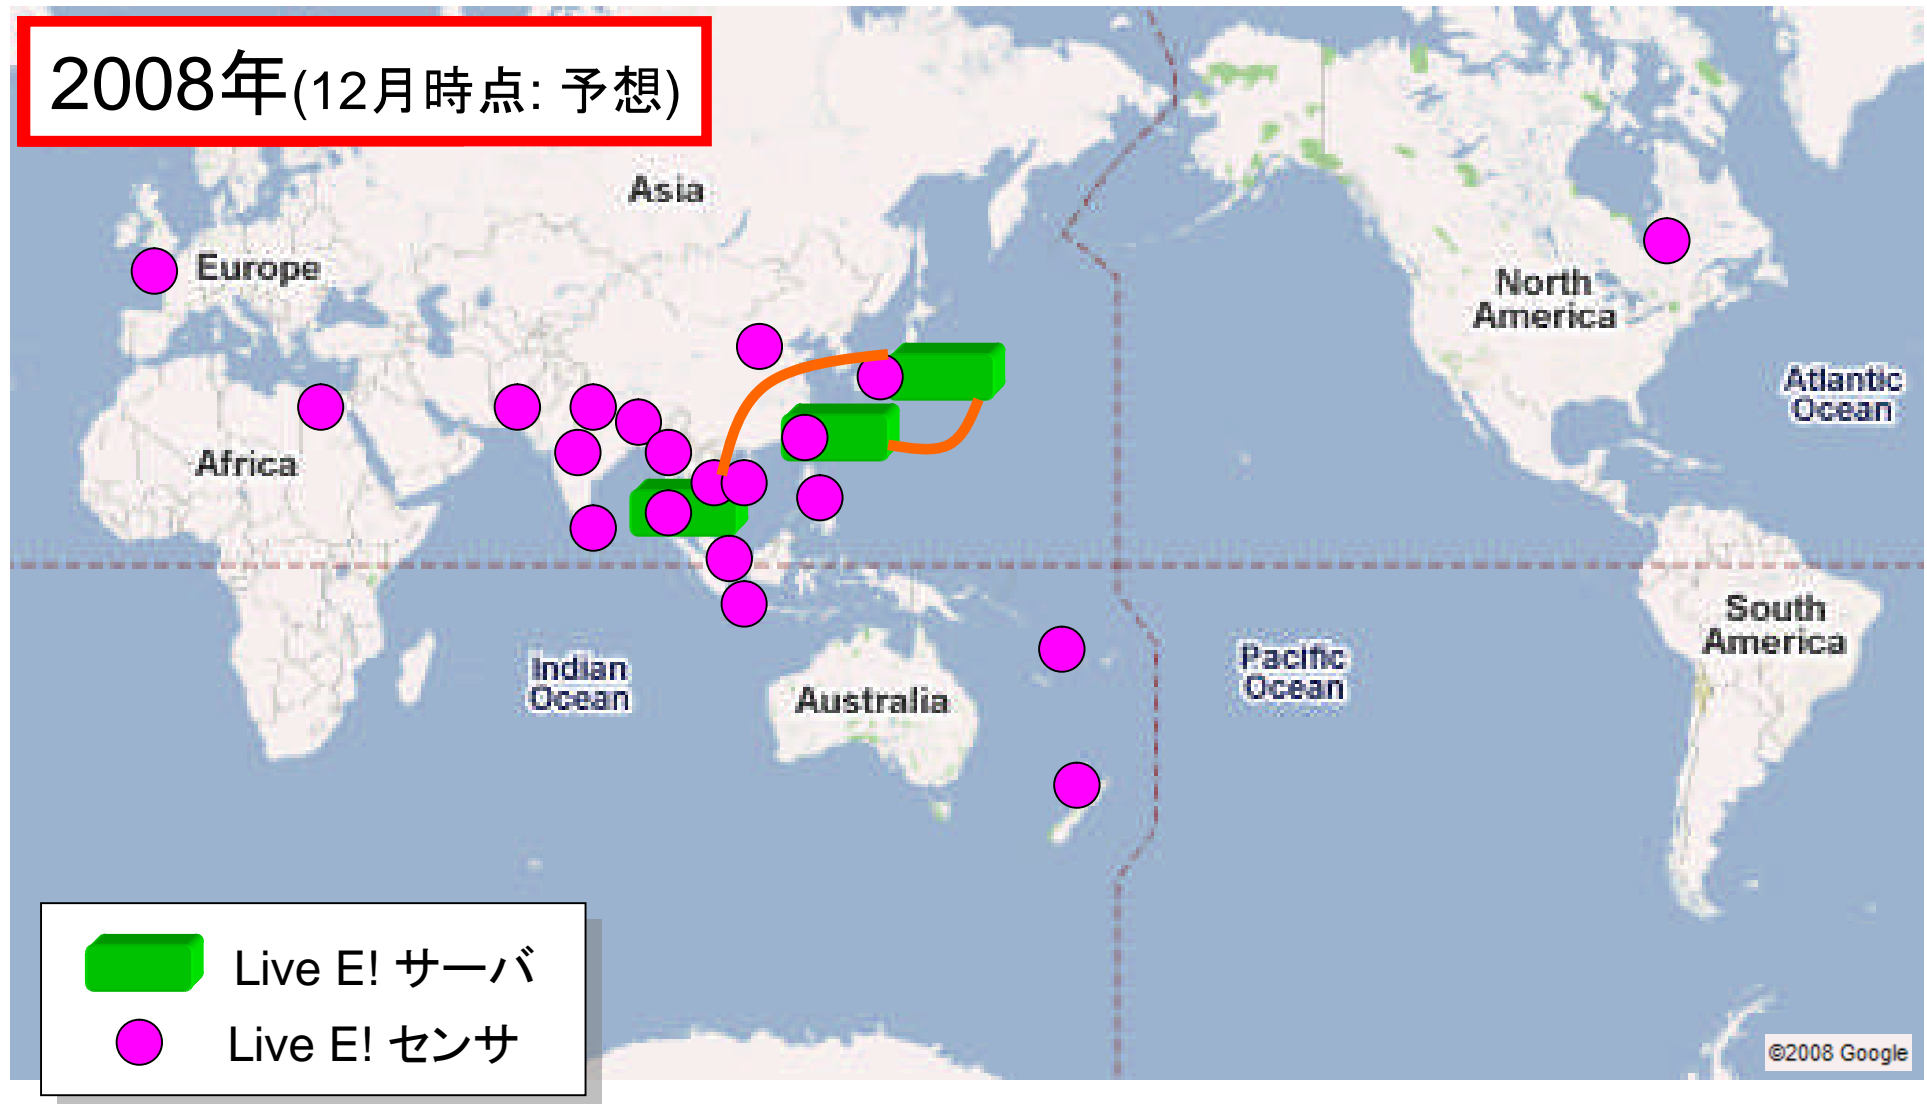 2008年(12月時点: 予想)
Asia
Europe
North
America
Atlantic
Ocean
Africa
South
America
Indian
Ocean
Pacific
Ocean
Australia
Live E! サーバ
Live E! センサ
©2008 Google